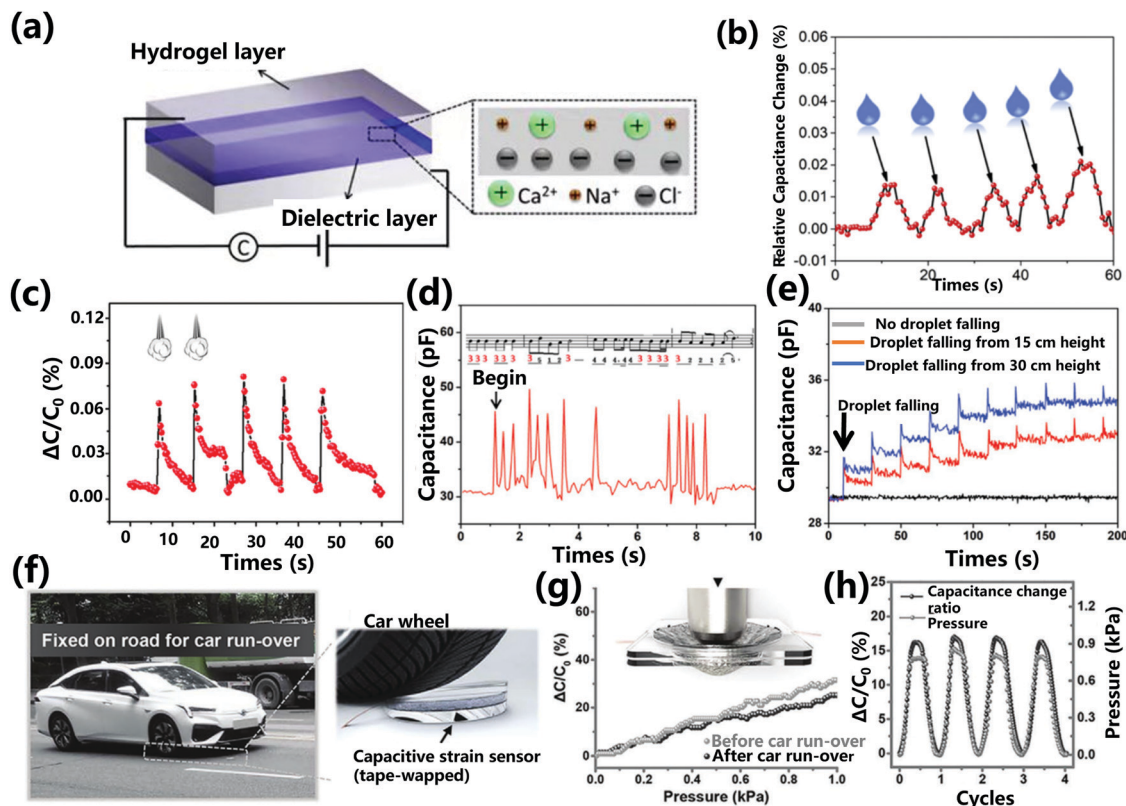 (a)
Hydrogel layer
Dielectric layer
C
+ + + + +
− − − − −
+ Ca2+ + Na+ − Cl-
(b)
Relative Capacitance Change (%)
0.06
0.05
0.04
0.03
0.02
0.01
0.00
-0.01
0 20 40 60
Times (s)
(c)
ΔC/C0 (%)
0.12
0.09
0.06
0.03
0.00
0 10 20 30 40 50 60
Times (s)
(d)
Capacitance (pF)
60
50
40
30
Begin
0 2 4 6 8 10
Times (s)
(e)
Capacitance (pF)
40
37
34
31
28
No droplet falling
Droplet falling from 15 cm height
Droplet falling from 30 cm height
Droplet falling
0 50 100 150 200
Times (s)
(f)
Fixed on road for car run-over
Car wheel
Capacitive strain sensor
(tape-wapped)
(g)
ΔC/C0 (%)
70
60
50
40
30
20
10
0
Before car run-over
After car run-over
0.0 0.2 0.4 0.6 0.8 1.0
Pressure (kPa)
(h)
ΔC/C0 (%)
25
20
15
10
5
0
Capacitance change
ratio
Pressure
1.2
0.9
0.6
0.3
0.0
Pressure (kPa)
0 1 2 3 4
Cycles